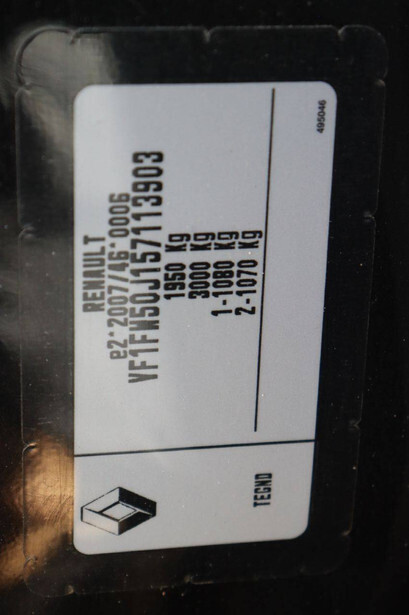 RENAULT
e2*2007/46*0006
VF1FW50J157113903
1950 Kg
3000 Kg
1-1080 Kg
2-1070 Kg
TEGND
495046